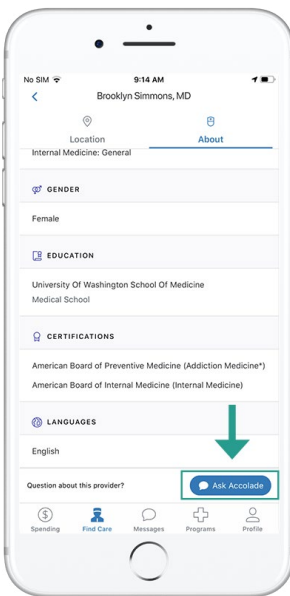 No SIM 9:14 AM
Brooklyn Simmons, MD
Location About
Internal Medicine: General
GENDER
Female
EDUCATION
University Of Washington School Of Medicine
Medical School
CERTIFICATIONS
American Board of Preventive Medicine (Addiction Medicine*)
American Board of Internal Medicine (Internal Medicine)
LANGUAGES
English
Question about this provider? Ask Accolade
Spending Find Care Messages Programs Profile